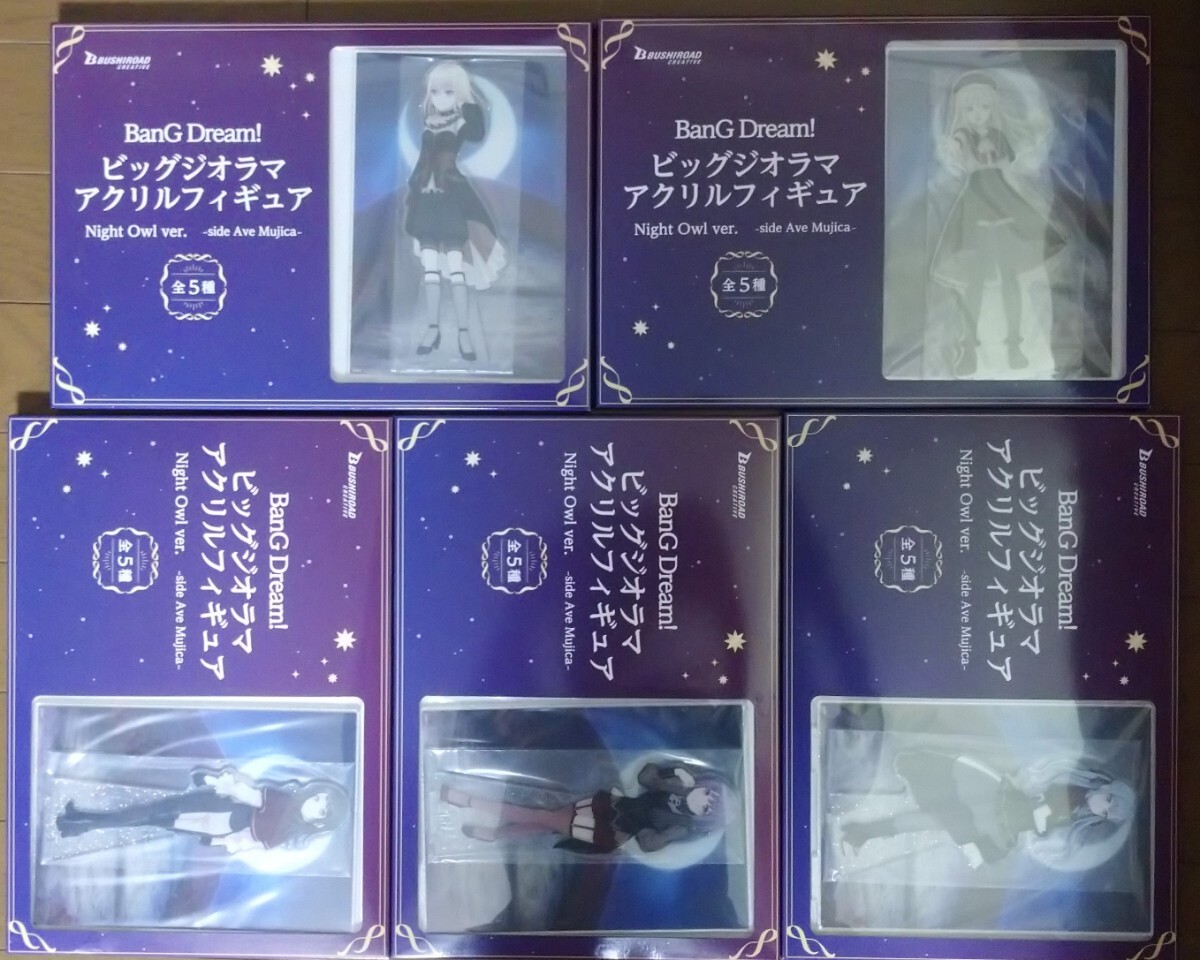 BUSHIROAD
CREATIVE
BanG Dream!
ビッグジオラマ
アクリルフィギュア
Night Owl ver. -side Ave Mujica-
全5種
BUSHIROAD
CREATIVE
BanG Dream!
ビッグジオラマ
アクリルフィギュア
Night Owl ver. -side Ave Mujica-
全5種
BUSHIROAD
CREATIVE
BanG Dream!
ビッグジオラマ
アクリルフィギュア
Night Owl ver. -side Ave Mujica-
全5種
BUSHIROAD
CREATIVE
BanG Dream!
ビッグジオラマ
アクリルフィギュア
Night Owl ver. -side Ave Mujica-
全5種
BUSHIROAD
CREATIVE
BanG Dream!
ビッグジオラマ
アクリルフィギュア
Night Owl ver. -side Ave Mujica-
全5種